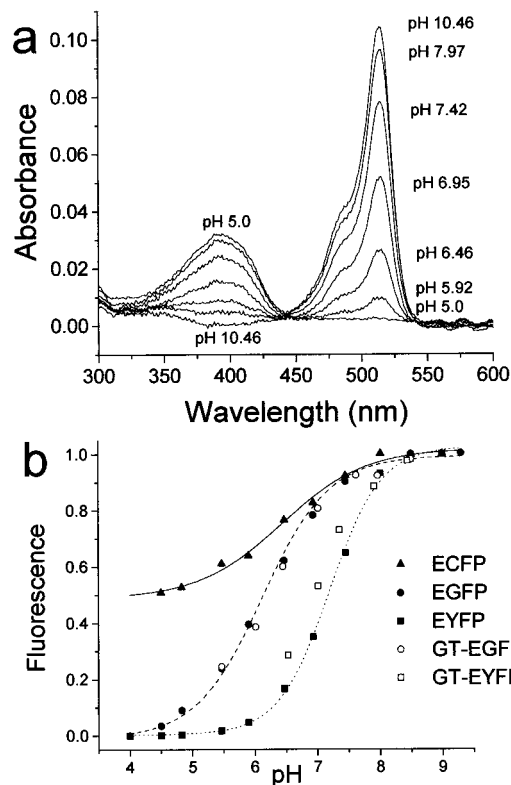 a
0.10
0.08
0.06
0.04
0.02
0.00
Absorbance
pH 10.46
pH 7.97
pH 7.42
pH 6.95
pH 6.46
pH 5.92
pH 5.0
pH 5.0
pH 10.46
300 350 400 450 500 550 600
Wavelength (nm)
b
1.0
0.8
0.6
0.4
0.2
0.0
Fluorescence
ECFP
EGFP
EYFP
GT-EGF
GT-EYF
4 5 6 7 8 9
pH